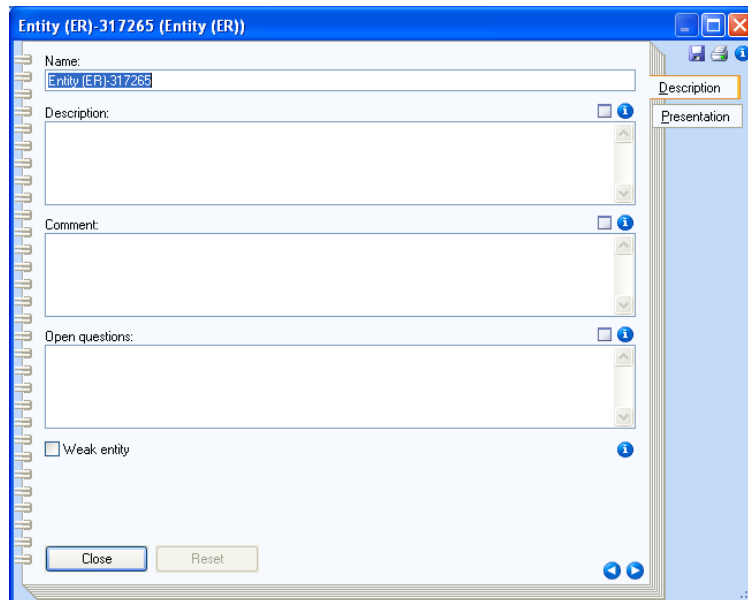 Entity (ER)-317265 (Entity (ER))
Name:
Entity (ER)-317265
Description
Description:
Presentation
Comment:
Open questions:
Weak entity
Close
Reset